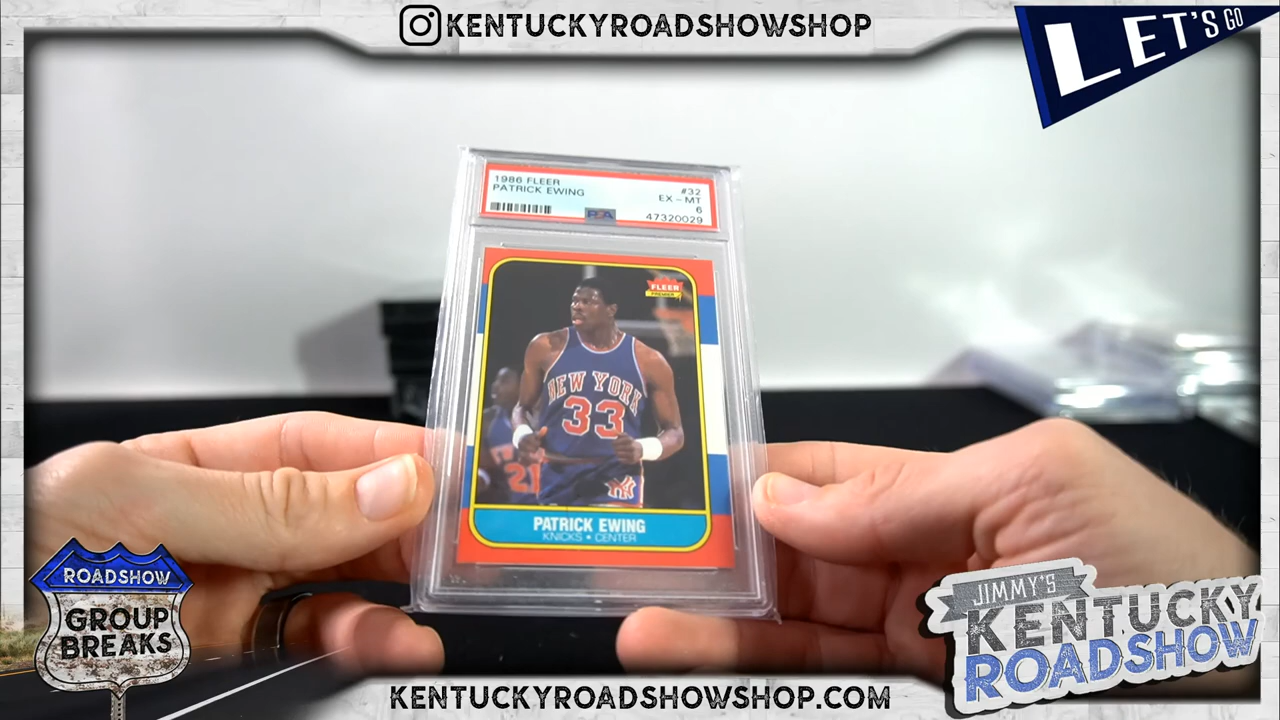 KENTUCKYROADSHOWSHOP
LET'S GO
1986 FLEER
#32
PATRICK EWING
EX - MT
6
PSA
47320029
FLEER
PREMIER
NEW YORK
33
21
NY
PATRICK EWING
KNICKS • CENTER
ROADSHOW
GROUP
BREAKS
JIMMY'S
KENTUCKY
ROADSHOW
KENTUCKYROADSHOWSHOP.COM